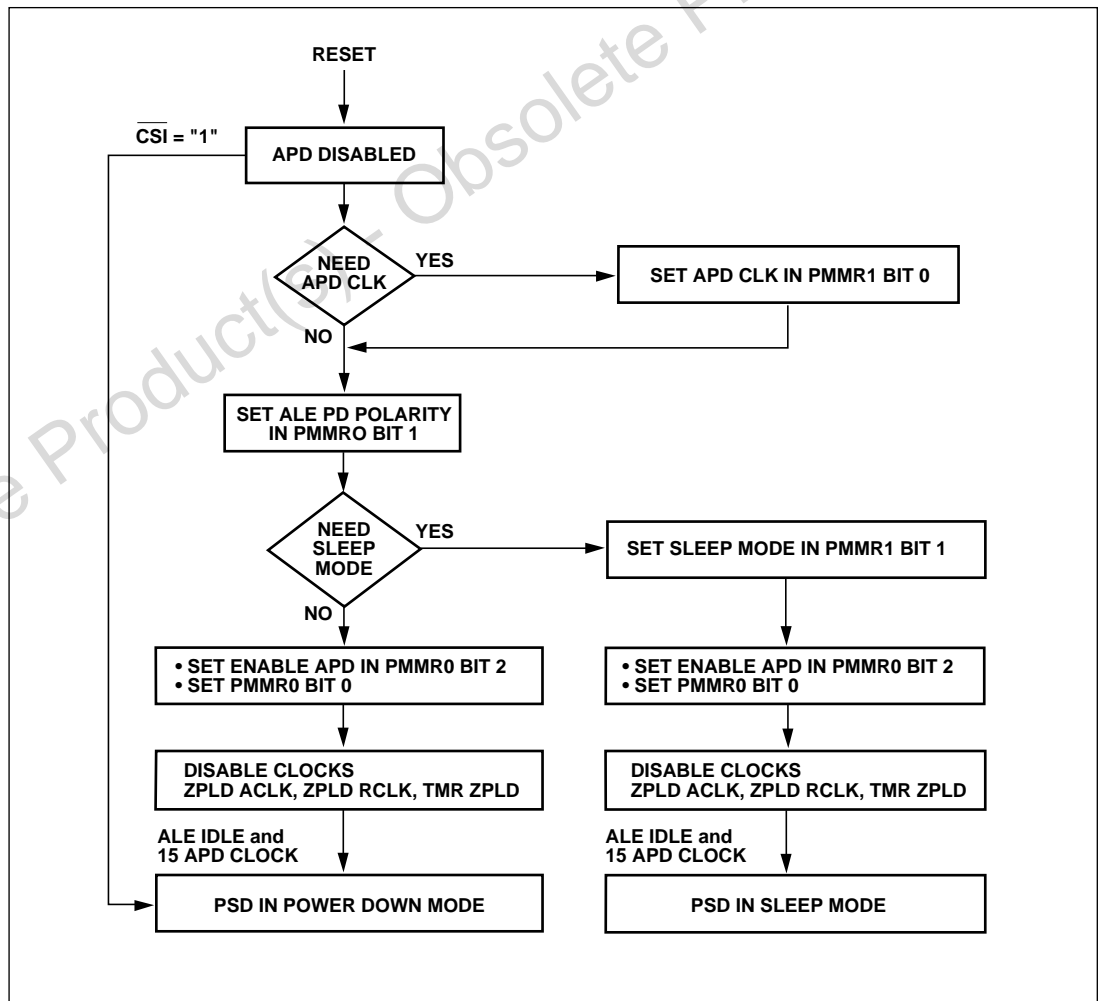 RESET
CSI = "1"
APD DISABLED
NEED
APD CLK
YES
SET APD CLK IN PMMR1 BIT 0
NO
SET ALE PD POLARITY
IN PMMRO BIT 1
NEED
SLEEP
MODE
YES
SET SLEEP MODE IN PMMR1 BIT 1
NO
• SET ENABLE APD IN PMMR0 BIT 2
• SET PMMR0 BIT 0
• SET ENABLE APD IN PMMR0 BIT 2
• SET PMMR0 BIT 0
DISABLE CLOCKS
ZPLD ACLK, ZPLD RCLK, TMR ZPLD
DISABLE CLOCKS
ZPLD ACLK, ZPLD RCLK, TMR ZPLD
ALE IDLE and
15 APD CLOCK
ALE IDLE and
15 APD CLOCK
PSD IN POWER DOWN MODE
PSD IN SLEEP MODE
Product(s) - Obsolete